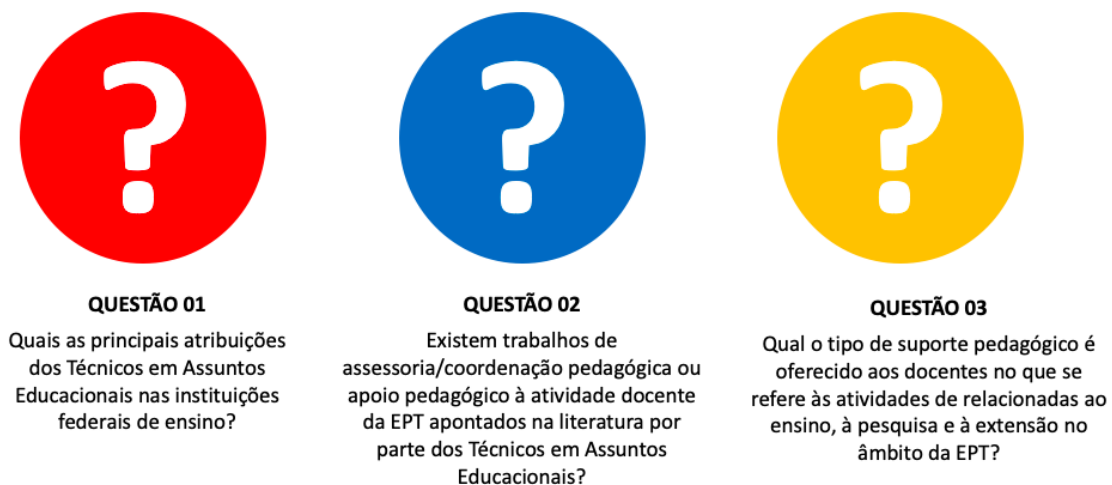 ?
?
?
QUESTÃO 01
Quais as principais atribuições
dos Técnicos em Assuntos
Educacionais nas instituições
federais de ensino?
QUESTÃO 02
Existem trabalhos de
assessoria/coordenação pedagógica ou
apoio pedagógico à atividade docente
da EPT apontados na literatura por
parte dos Técnicos em Assuntos
Educacionais?
QUESTÃO 03
Qual o tipo de suporte pedagógico é
oferecido aos docentes no que se
refere às atividades de relacionadas ao
ensino, à pesquisa e à extensão no
âmbito da EPT?